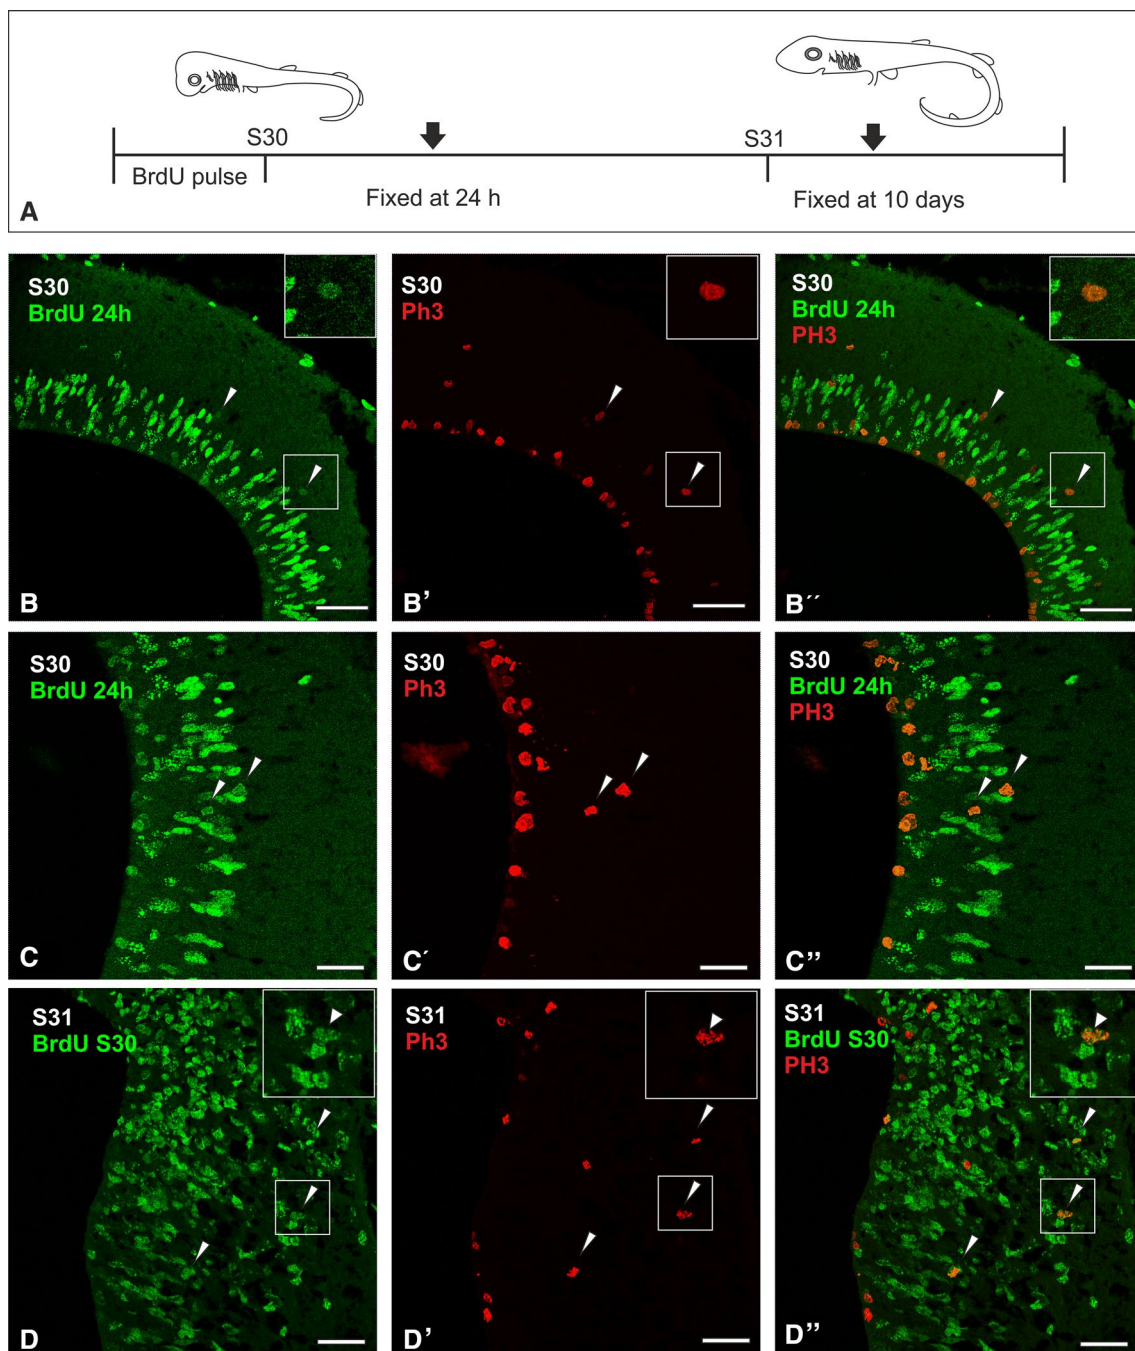 S30
S31
BrdU pulse
Fixed at 24 h
Fixed at 10 days
A
S30
BrdU 24h
B
S30
Ph3
B’
S30
BrdU 24h
PH3
B´´
S30
BrdU 24h
C
S30
Ph3
C´
S30
BrdU 24h
PH3
C”
S31
BrdU S30
D
S31
Ph3
D’
S31
BrdU S30
PH3
D”